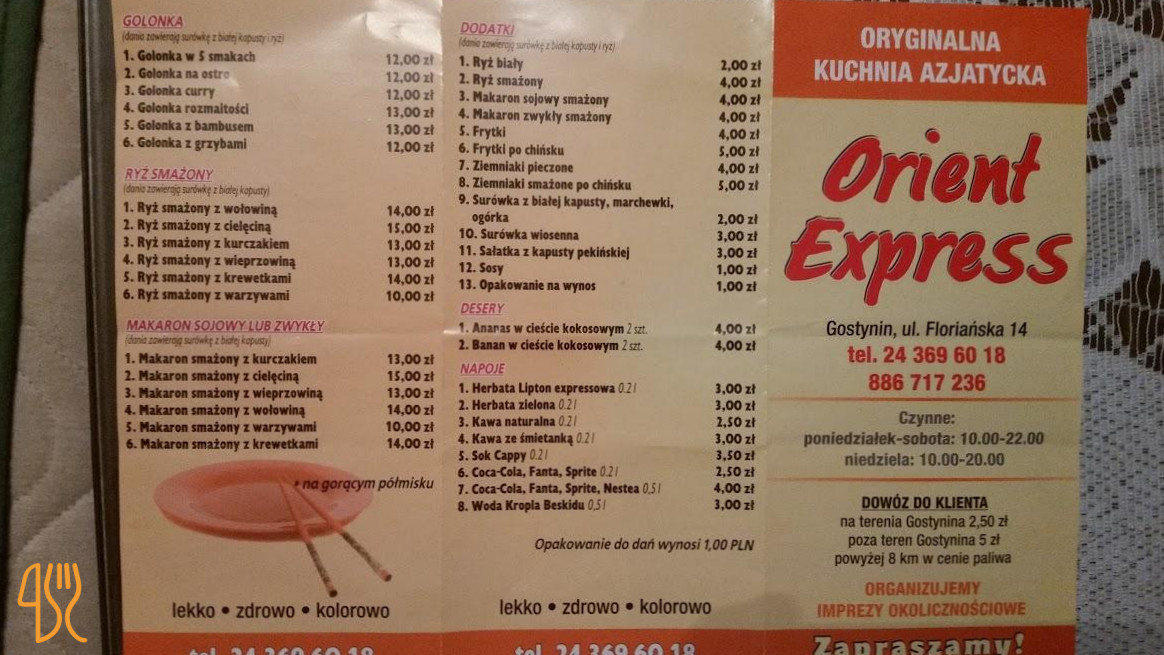 GOLONKA
(dania zawierają surówkę z białej kapusty i ryż)
1. Golonka w 5 smakach 12,00 zł
2. Golonka na ostro 12,00 zł
3. Golonka curry 12,00 zł
4. Golonka rozmaitości 13,00 zł
5. Golonka z bambusem 13,00 zł
6. Golonka z grzybami 12,00 zł
RYŻ SMAŻONY
(dania zawierają surówkę z białej kapusty)
1. Ryż smażony z wołowiną 14,00 zł
2. Ryż smażony z cielęciną 15,00 zł
3. Ryż smażony z kurczakiem 13,00 zł
4. Ryż smażony z wieprzowiną 13,00 zł
5. Ryż smażony z krewetkami 14,00 zł
6. Ryż smażony z warzywami 10,00 zł
MAKARON SOJOWY LUB ZWYKŁY
(dania zawierają surówkę z białej kapusty)
1. Makaron smażony z kurczakiem 13,00 zł
2. Makaron smażony z cielęciną 15,00 zł
3. Makaron smażony z wieprzowiną 13,00 zł
4. Makaron smażony z wołowiną 14,00 zł
5. Makaron smażony z warzywami 10,00 zł
6. Makaron smażony z krewetkami 14,00 zł
• na gorącym półmisku
lekko • zdrowo • kolorowo
tel. 24 369 60 18
DODATKI
(dania zawierają surówkę z białej kapusty i ryż)
1. Ryż biały 2,00 zł
2. Ryż smażony 4,00 zł
3. Makaron sojowy smażony 4,00 zł
4. Makaron zwykły smażony 4,00 zł
5. Frytki 4,00 zł
6. Frytki po chińsku 5,00 zł
7. Ziemniaki pieczone 4,00 zł
8. Ziemniaki smażone po chińsku 5,00 zł
9. Surówka z białej kapusty, marchewki,
ogórka 2,00 zł
10. Surówka wiosenna 3,00 zł
11. Sałatka z kapusty pekińskiej 3,00 zł
12. Sosy 1,00 zł
13. Opakowanie na wynos 1,00 zł
DESERY
1. Ananas w cieście kokosowym 2 szt. 4,00 zł
2. Banan w cieście kokosowym 2 szt. 4,00 zł
NAPOJE
1. Herbata Lipton expressowa 0.2 l 3,00 zł
2. Herbata zielona 0.2 l 3,00 zł
3. Kawa naturalna 0.2 l 2,50 zł
4. Kawa ze śmietanką 0.2 l 3,00 zł
5. Sok Cappy 0.2 l 3,50 zł
6. Coca-Cola, Fanta, Sprite 0.2 l 2,50 zł
7. Coca-Cola, Fanta, Sprite, Nestea 0,5 l 4,00 zł
8. Woda Kropla Beskidu 0,5 l 3,00 zł
Opakowanie do dań wynosi 1,00 PLN
lekko • zdrowo • kolorowo
tel. 24 369 60 18
ORYGINALNA
KUCHNIA AZJATYCKA
Orient
Express
Gostynin, ul. Floriańska 14
tel. 24 369 60 18
886 717 236
Czynne:
poniedziałek-sobota: 10.00-22.00
niedziela: 10.00-20.00
DOWÓZ DO KLIENTA
na terenia Gostynina 2,50 zł
poza teren Gostynina 5 zł
powyżej 8 km w cenie paliwa
ORGANIZUJEMY
IMPREZY OKOLICZNOŚCIOWE
Zapraszamy!